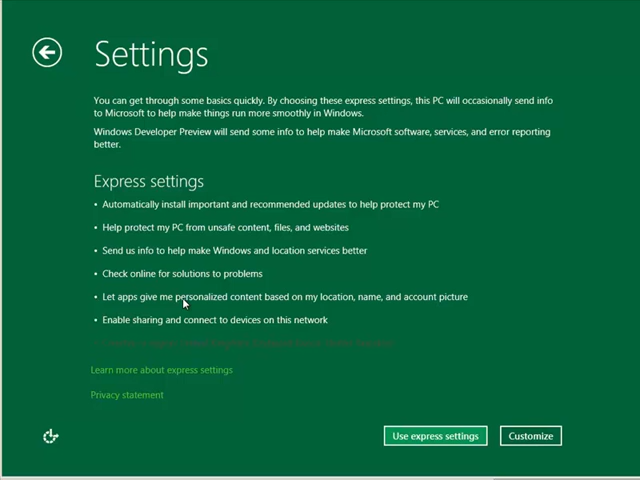 Settings
You can get through some basics quickly. By choosing these express settings, this PC will occasionally send info
to Microsoft to help make things run more smoothly in Windows.
Windows Developer Preview will send some info to help make Microsoft software, services, and error reporting
better.
Express settings
• Automatically install important and recommended updates to help protect my PC
• Help protect my PC from unsafe content, files, and websites
• Send us info to help make Windows and location services better
• Check online for solutions to problems
• Let apps give me personalized content based on my location, name, and account picture
• Enable sharing and connect to devices on this network
Learn more about express settings
Privacy statement
Use express settings
Customize